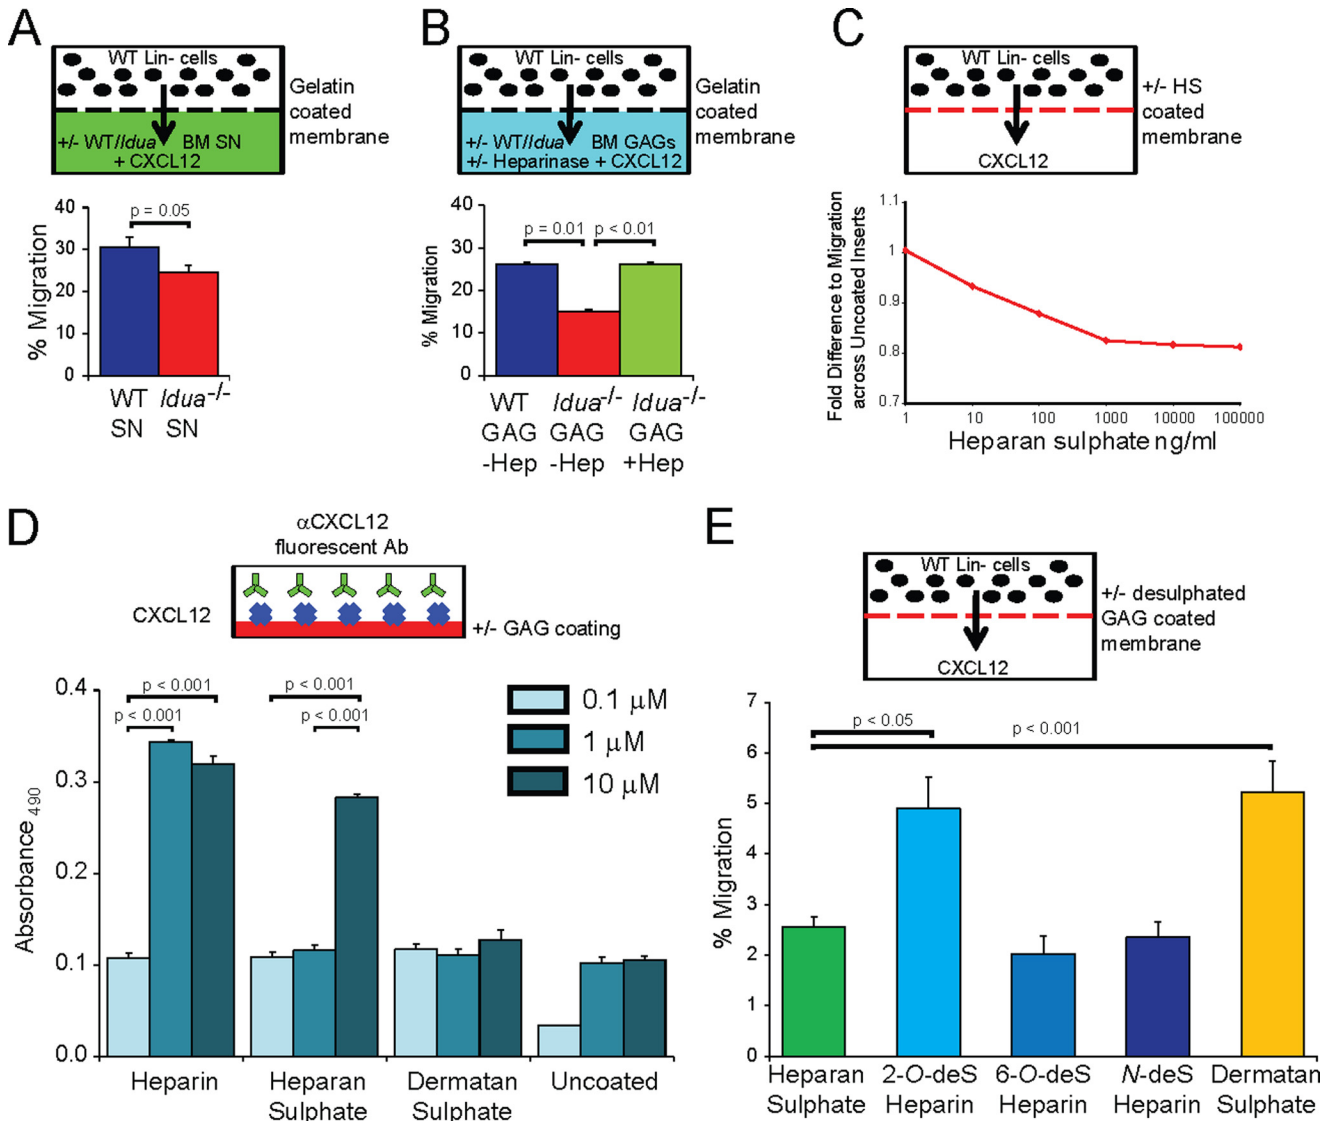 A
WT Lin- cells
Gelatin
coated
membrane
+/- WT/Idua BM SN
+ CXCL12
% Migration
40
30
20
10
0
p = 0.05
WT
SN
Idua-/-
SN
B
WT Lin- cells
Gelatin
coated
membrane
+/- WT/Idua BM GAGs
+/- Heparinase + CXCL12
% Migration
40
30
20
10
0
p = 0.01
p < 0.01
WT
GAG
-Hep
Idua-/-
GAG
-Hep
Idua-/-
GAG
+Hep
C
WT Lin- cells
+/- HS
coated
membrane
CXCL12
Fold Difference to Migration
across Uncoated Inserts
1.1
1
0.9
0.8
0.7
1
10
100
1000
10000
100000
Heparan sulphate ng/ml
D
αCXCL12
fluorescent Ab
CXCL12
+/- GAG coating
Absorbance490
0.4
0.3
0.2
0.1
0.0
p < 0.001
p < 0.001
p < 0.001
p < 0.001
0.1 µM
1 µM
10 µM
Heparin
Heparan
Sulphate
Dermatan
Sulphate
Uncoated
E
WT Lin- cells
+/- desulphated
GAG coated
membrane
CXCL12
% Migration
7
6
5
4
3
2
1
0
p < 0.05
p < 0.001
Heparan
Sulphate
2-O-deS
Heparin
6-O-deS
Heparin
N-deS
Heparin
Dermatan
Sulphate